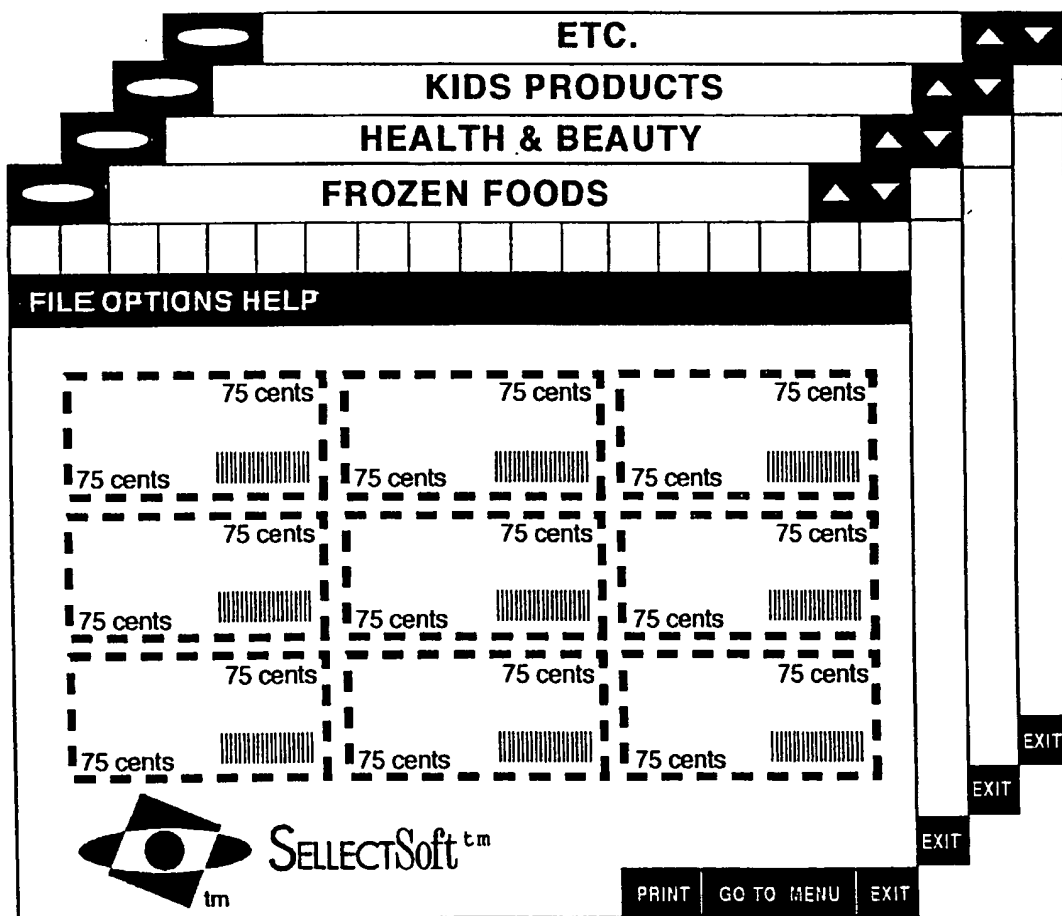 ETC.
KIDS PRODUCTS
HEALTH & BEAUTY
FROZEN FOODS
FILE OPTIONS HELP
75 cents 75 cents 75 cents
75 cents 75 cents 75 cents
75 cents 75 cents 75 cents
75 cents 75 cents 75 cents
75 cents 75 cents 75 cents
75 cents 75 cents 75 cents
EXIT
EXIT
EXIT
SELLECTSoft tm
tm
PRINT GO TO MENU EXIT